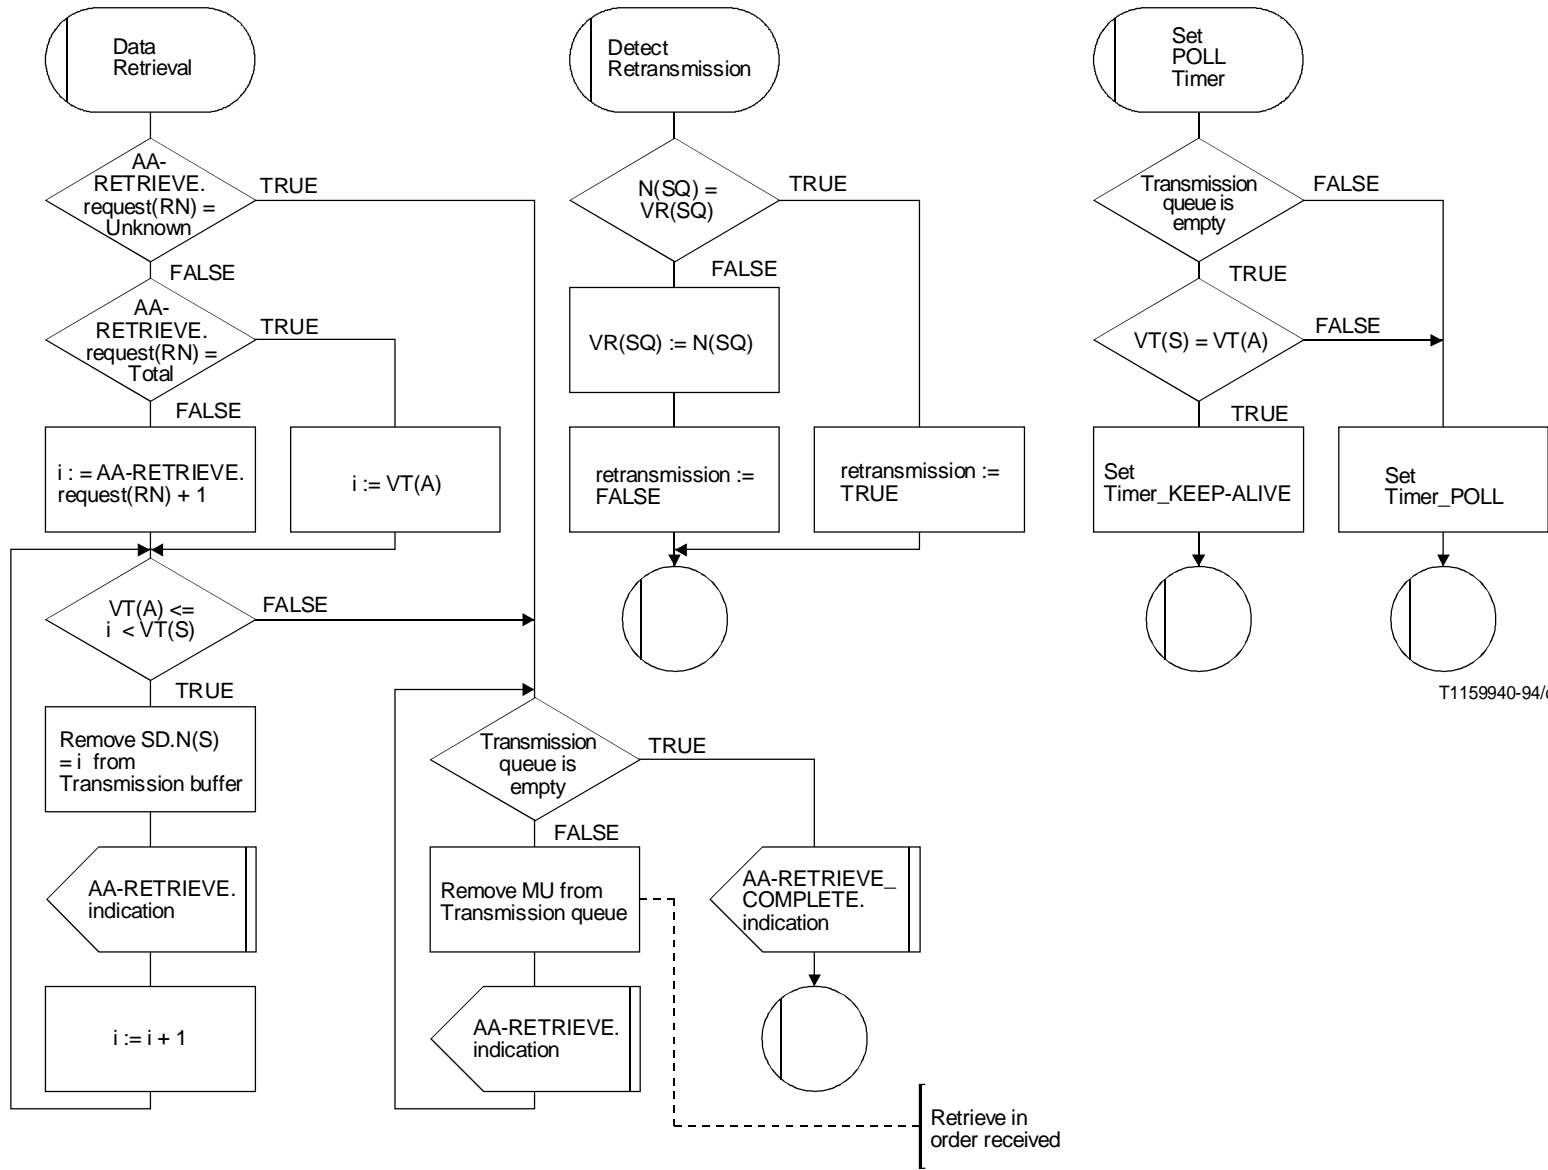 Data
Retrieval
AA-
RETRIEVE.
request(RN) =
Unknown
TRUE
FALSE
AA-
RETRIEVE.
request(RN) =
Total
TRUE
FALSE
i : = AA-RETRIEVE.
request(RN) + 1
i := VT(A)
VT(A) <=
i < VT(S)
FALSE
TRUE
Remove SD.N(S)
= i from
Transmission buffer
AA-RETRIEVE.
indication
i := i + 1
Transmission
queue is
empty
TRUE
FALSE
Remove MU from
Transmission queue
AA-RETRIEVE.
indication
AA-RETRIEVE_
COMPLETE.
indication
Retrieve in
order received
Detect
Retransmission
N(SQ) =
VR(SQ)
TRUE
FALSE
VR(SQ) := N(SQ)
retransmission :=
FALSE
retransmission :=
TRUE
Set
POLL
Timer
Transmission
queue is
empty
FALSE
TRUE
VT(S) = VT(A)
FALSE
TRUE
Set
Timer_KEEP-ALIVE
Set
Timer_POLL
T1159940-94/